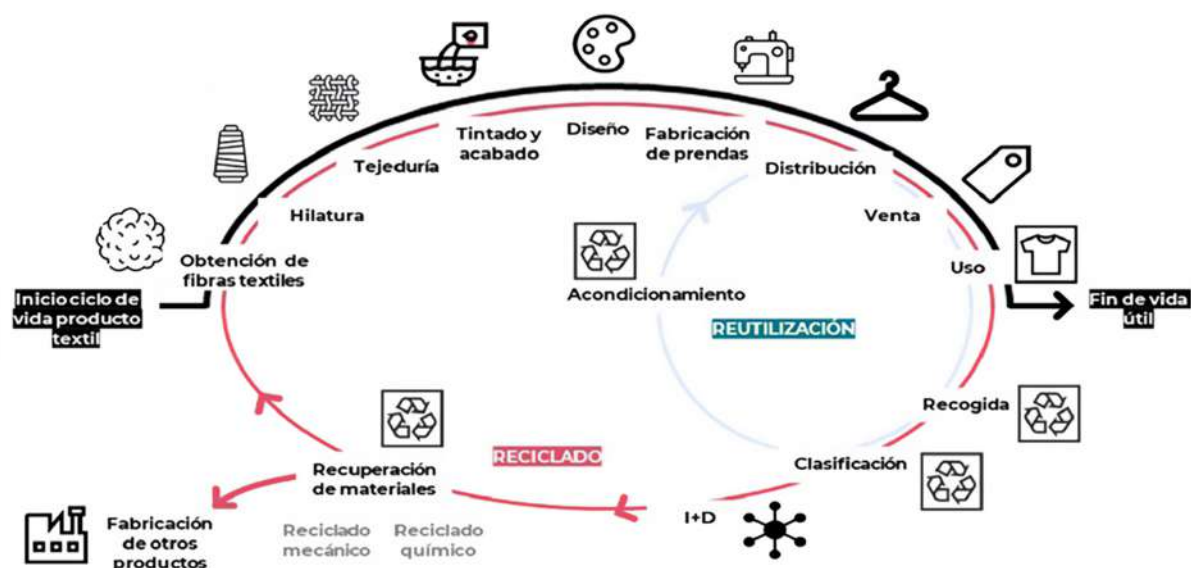 Diseño
Tintado y
acabado
Fabricación
de prendas
Tejeduría
Distribución
Hilatura
Venta
Obtención de
fibras textiles
Uso
Acondicionamiento
Inicio ciclo de
vida producto
textil
Fin de vida
útil
REUTILIZACIÓN
Recogida
RECICLADO
Clasificación
Recuperación
de materiales
I+D
Fabricación
de otros
productos
Reciclado
mecánico
Reciclado
químico